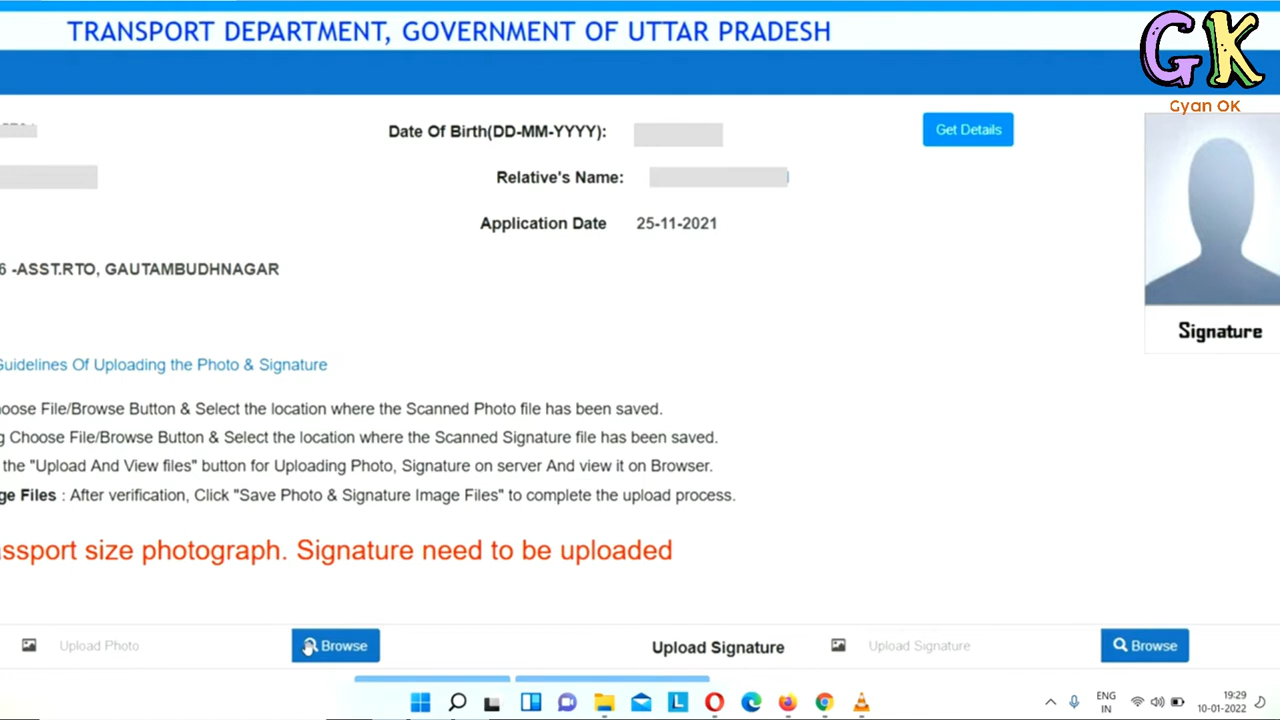 TRANSPORT DEPARTMENT, GOVERNMENT OF UTTAR PRADESH
GK
Gyan OK
Date Of Birth(DD-MM-YYYY):
Get Details
Relative's Name:
Application Date 25-11-2021
6 -ASST.RTO, GAUTAMBUDHNAGAR
Signature
Guidelines Of Uploading the Photo & Signature
oose File/Browse Button & Select the location where the Scanned Photo file has been saved.
g Choose File/Browse Button & Select the location where the Scanned Signature file has been saved.
the "Upload And View files" button for Uploading Photo, Signature on server And view it on Browser.
ge Files : After verification, Click "Save Photo & Signature Image Files" to complete the upload process.
ssport size photograph. Signature need to be uploaded
Upload Photo Browse Upload Signature Upload Signature Browse
ENG 19:29
IN 10-01-2022